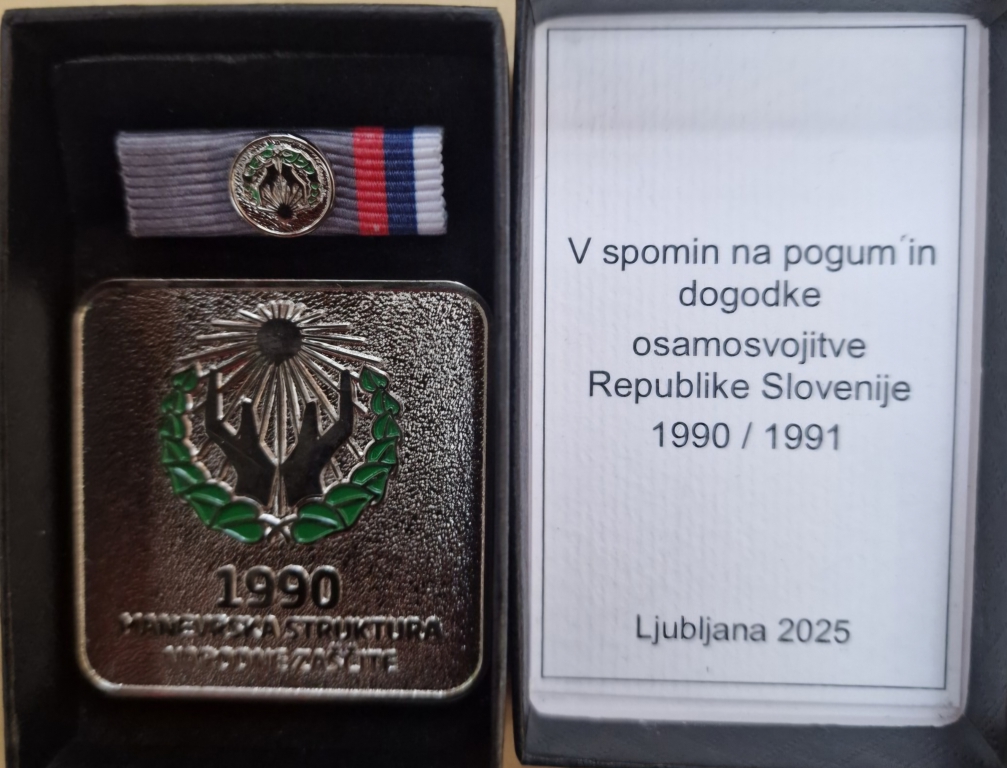 1990
MANEVRSKA STRUKTURA
NARODNE ZAŠČITE
V spomin na pogum´in
dogodke
osamosvojitve
Republike Slovenije
1990 / 1991
Ljubljana 2025